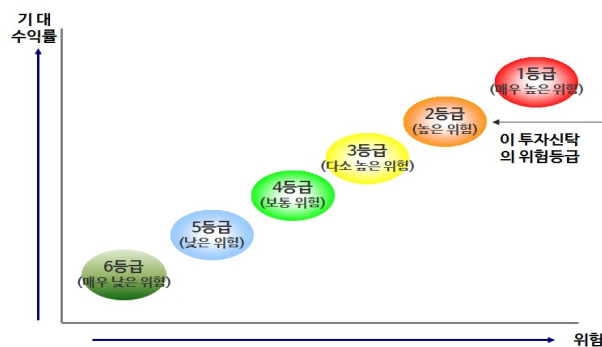 기 대
수익률
1등급
(매우 높은 위험)
2등급
(높은 위험)
이 투자신탁
의 위험등급
3등급
(다소 높은 위험)
4등급
(보통 위험)
5등급
(낮은 위험)
6등급
(매우 낮은 위험)
위험